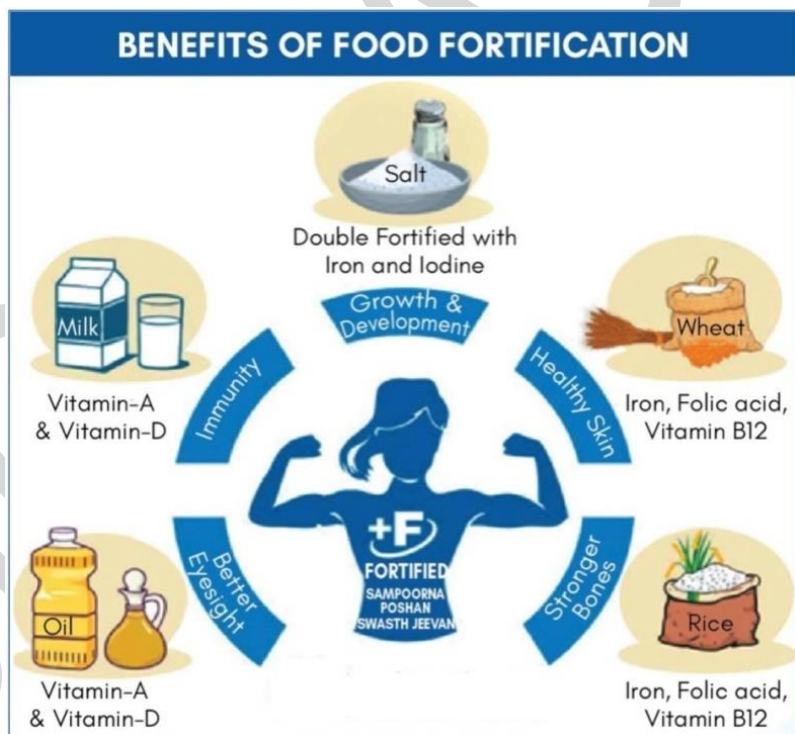 BENEFITS OF FOOD FORTIFICATION
Salt
Double Fortified with
Iron and Iodine
Growth &
Development
Milk
Vitamin-A
& Vitamin-D
Immunity
Healthy Skin
Wheat
Iron, Folic acid,
Vitamin B12
Oil
Vitamin-A
& Vitamin-D
Better
Eyesight
+F
FORTIFIED
SAMPOORNA
POSHAN
SWASTH JEEVAN
Stronger
Bones
Rice
Iron, Folic acid,
Vitamin B12